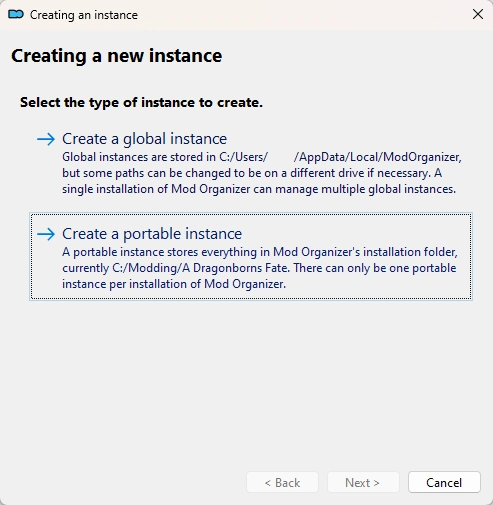 Creating an instance
Creating a new instance
Select the type of instance to create.
Create a global instance
Global instances are stored in C:/Users/ /AppData/Local/ModOrganizer,
but some paths can be changed to be on a different drive if necessary. A
single installation of Mod Organizer can manage multiple global instances.
Create a portable instance
A portable instance stores everything in Mod Organizer's installation folder,
currently C:/Modding/A Dragonborns Fate. There can only be one portable
instance per installation of Mod Organizer.
< Back Next > Cancel